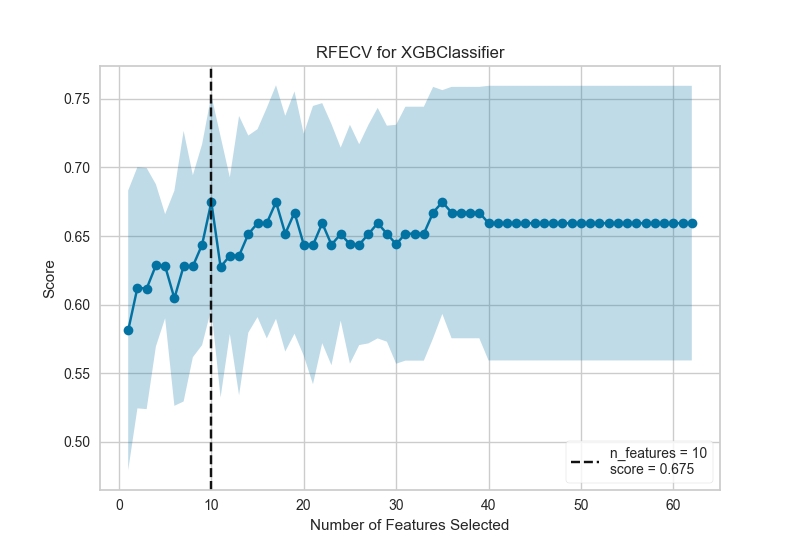 RFECV for XGBClassifier
Score
0.75
0.70
0.65
0.60
0.55
0.50
n_features = 10
score = 0.675
0 10 20 30 40 50 60
Number of Features Selected